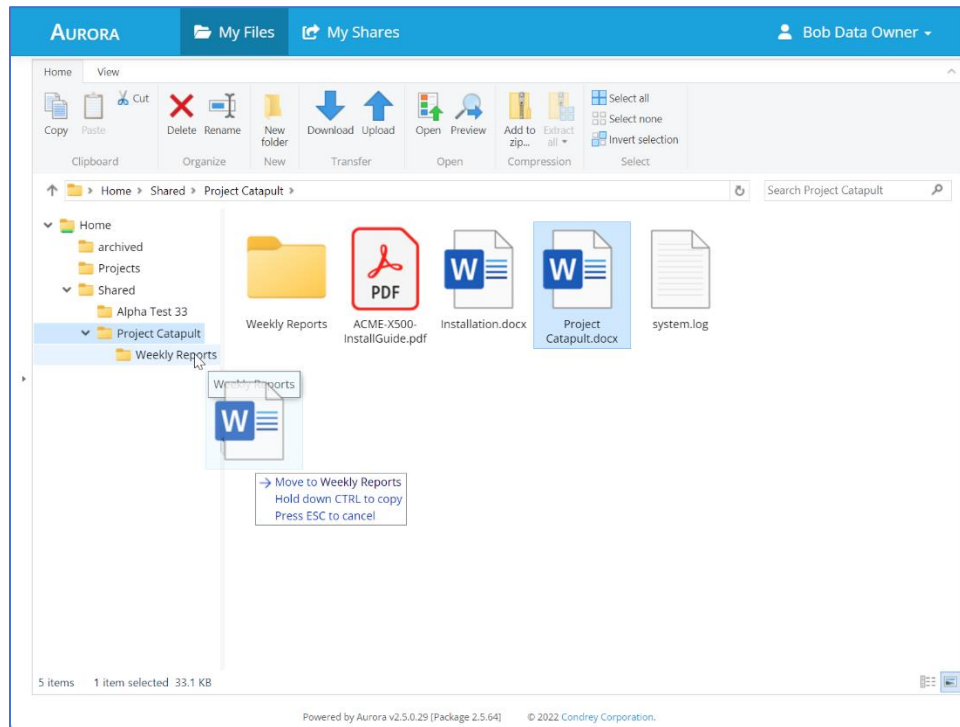 AURORA
My Files
My Shares
Bob Data Owner
Home View
Copy
Paste
Cut
Delete
Rename
New
folder
Download
Upload
Open
Preview
Add to
zip...
Extract
all
Select all
Select none
Invert selection
Clipboard
Organize
New
Transfer
Open
Compression
Select
Home > Shared > Project Catapult >
Search Project Catapult
Home
archived
Projects
Shared
Alpha Test 33
Project Catapult
Weekly Reports
Weekly Reports
PDF
ACME-X500-
InstallGuide.pdf
W
Installation.docx
W
Project
Catapult.docx
system.log
Weekly Reports
W
→ Move to Weekly Reports
Hold down CTRL to copy
Press ESC to cancel
5 items 1 item selected 33.1 KB
Powered by Aurora v2.5.0.29 [Package 2.5.64] © 2022 Condrey Corporation.